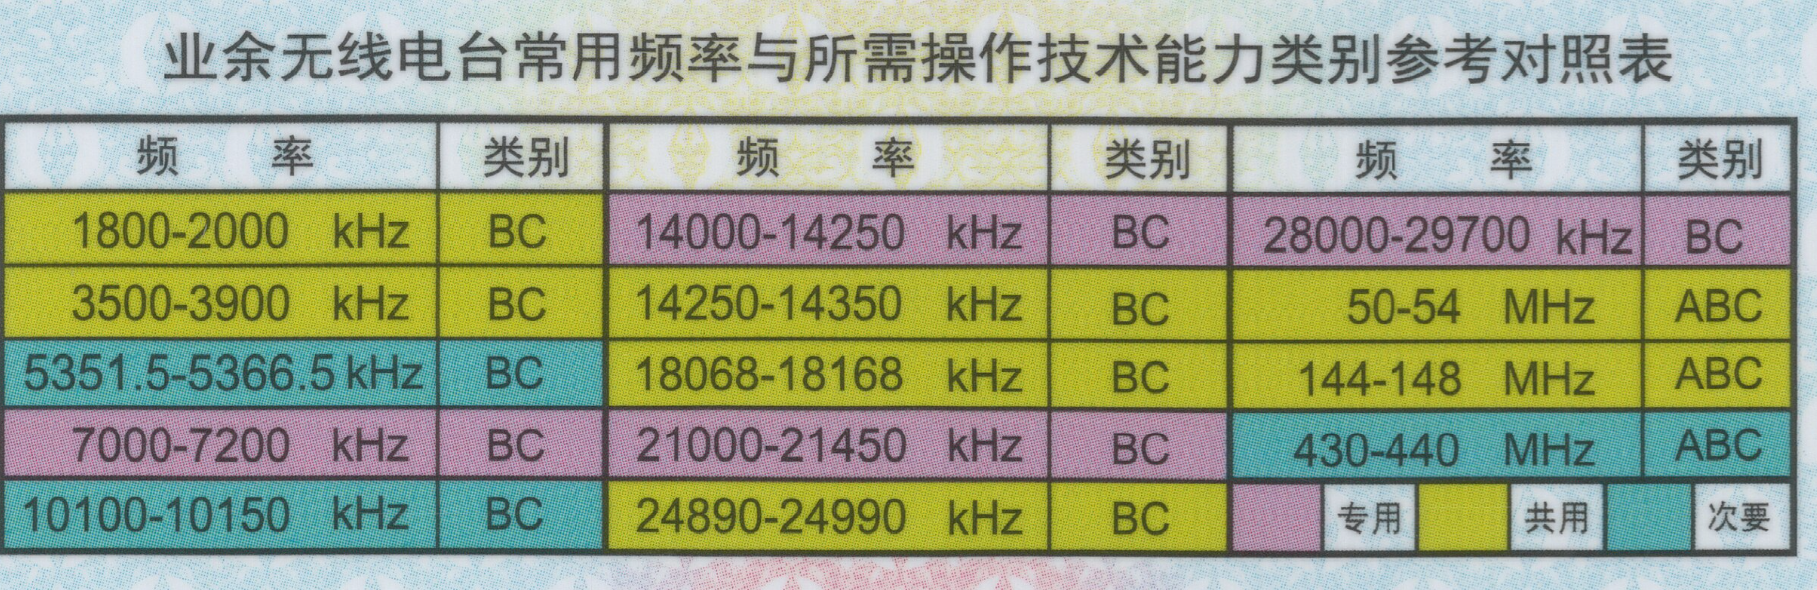 业余无线电台常用频率与所需操作技术能力类别参考对照表
频 率 类别 频 率 类别 频 率 类别
1800-2000 kHz BC 14000-14250 kHz BC 28000-29700 kHz BC
3500-3900 kHz BC 14250-14350 kHz BC 50-54 MHz ABC
5351.5-5366.5 kHz BC 18068-18168 kHz BC 144-148 MHz ABC
7000-7200 kHz BC 21000-21450 kHz BC 430-440 MHz ABC
10100-10150 kHz BC 24890-24990 kHz BC 专用 共用 次要